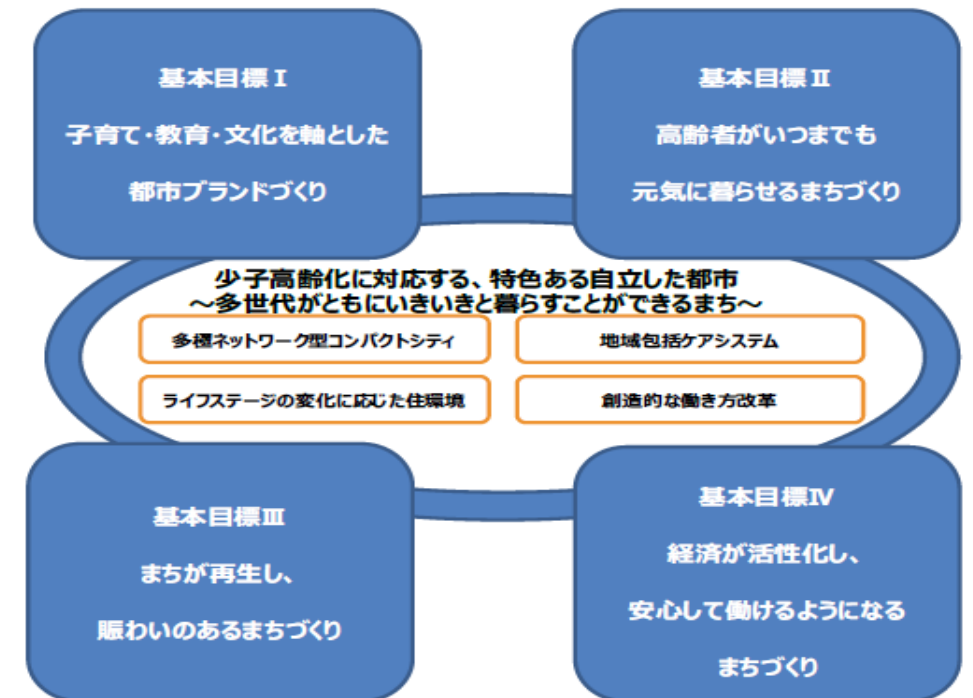 基本目標Ⅰ
子育て・教育・文化を軸とした
都市ブランドづくり
基本目標Ⅱ
高齢者がいつまでも
元気に暮らせるまちづくり
少子高齢化に対応する、特色ある自立した都市
～多世代がともにいきいきと暮らすことができるまち～
多極ネットワーク型コンパクトシティ
地域包括ケアシステム
ライフステージの変化に応じた住環境
創造的な働き方改革
基本目標Ⅲ
まちが再生し、
賑わいのあるまちづくり
基本目標Ⅳ
経済が活性化し、
安心して働けるようになる
まちづくり